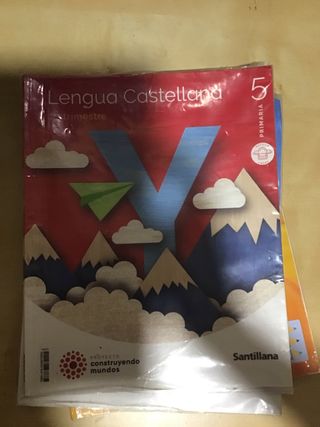 Lengua Castellana
trimestre
5
PRIMARIA
Y
PROYECTO
construyendo
mundos
Santillana